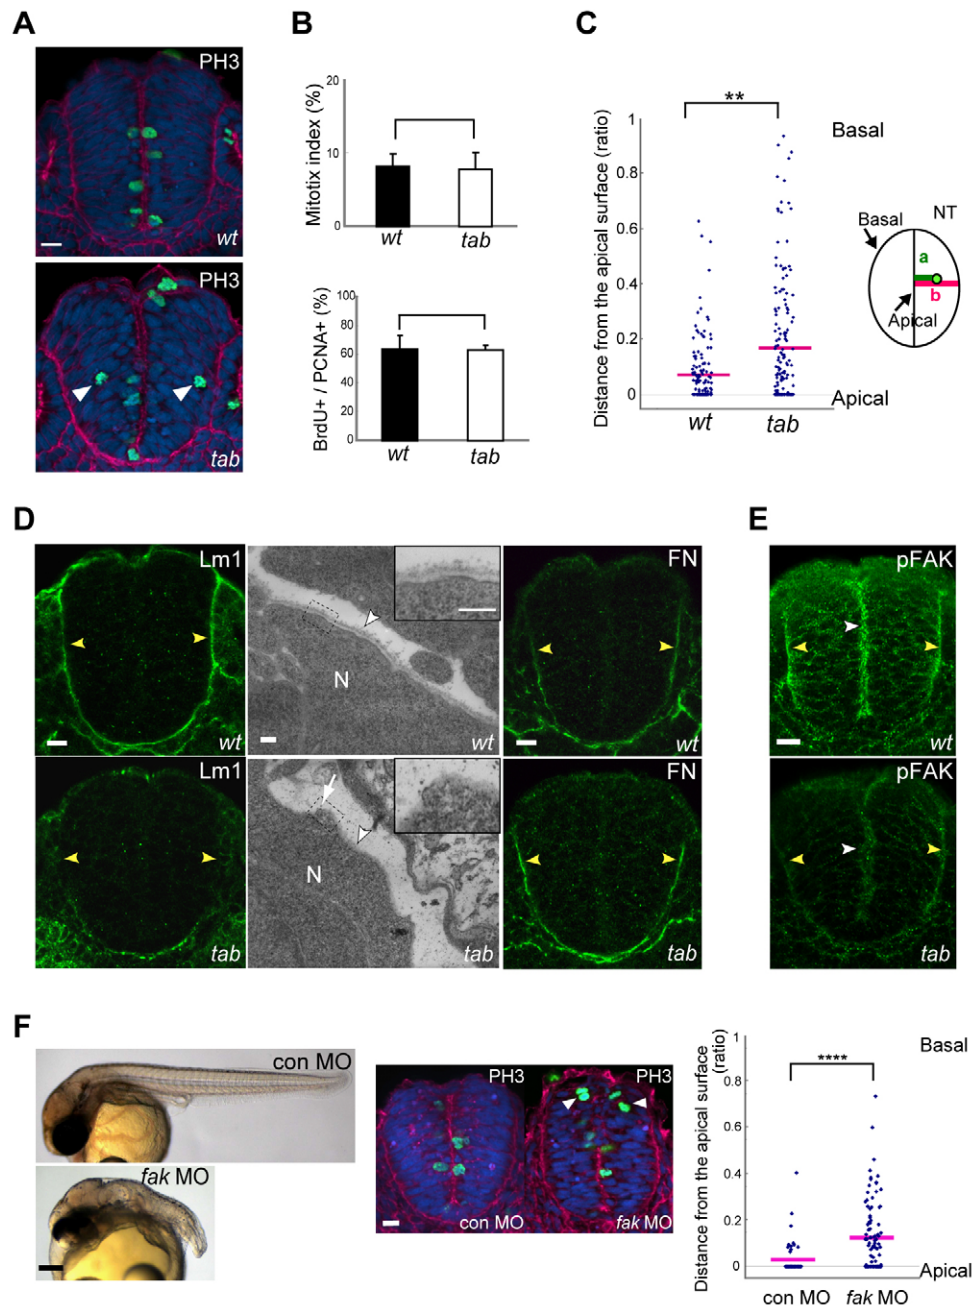 A
PH3
wt
PH3
tab
B
Mitotix index (%)
20
10
0
wt
tab
BrdU+ / PCNA+ (%)
100
80
60
40
20
0
wt
tab
C
Distance from the apical surface (ratio)
1
0.8
0.6
0.4
0.2
0
**
Basal
Apical
wt
tab
NT
Basal
a
b
Apical
D
Lm1
wt
N
wt
FN
wt
Lm1
tab
N
tab
FN
tab
E
pFAK
wt
pFAK
tab
F
con MO
fak MO
PH3
con MO
PH3
fak MO
Distance from the apical surface
(ratio)
1
0.8
0.6
0.4
0.2
0
****
Basal
Apical
con MO
fak MO